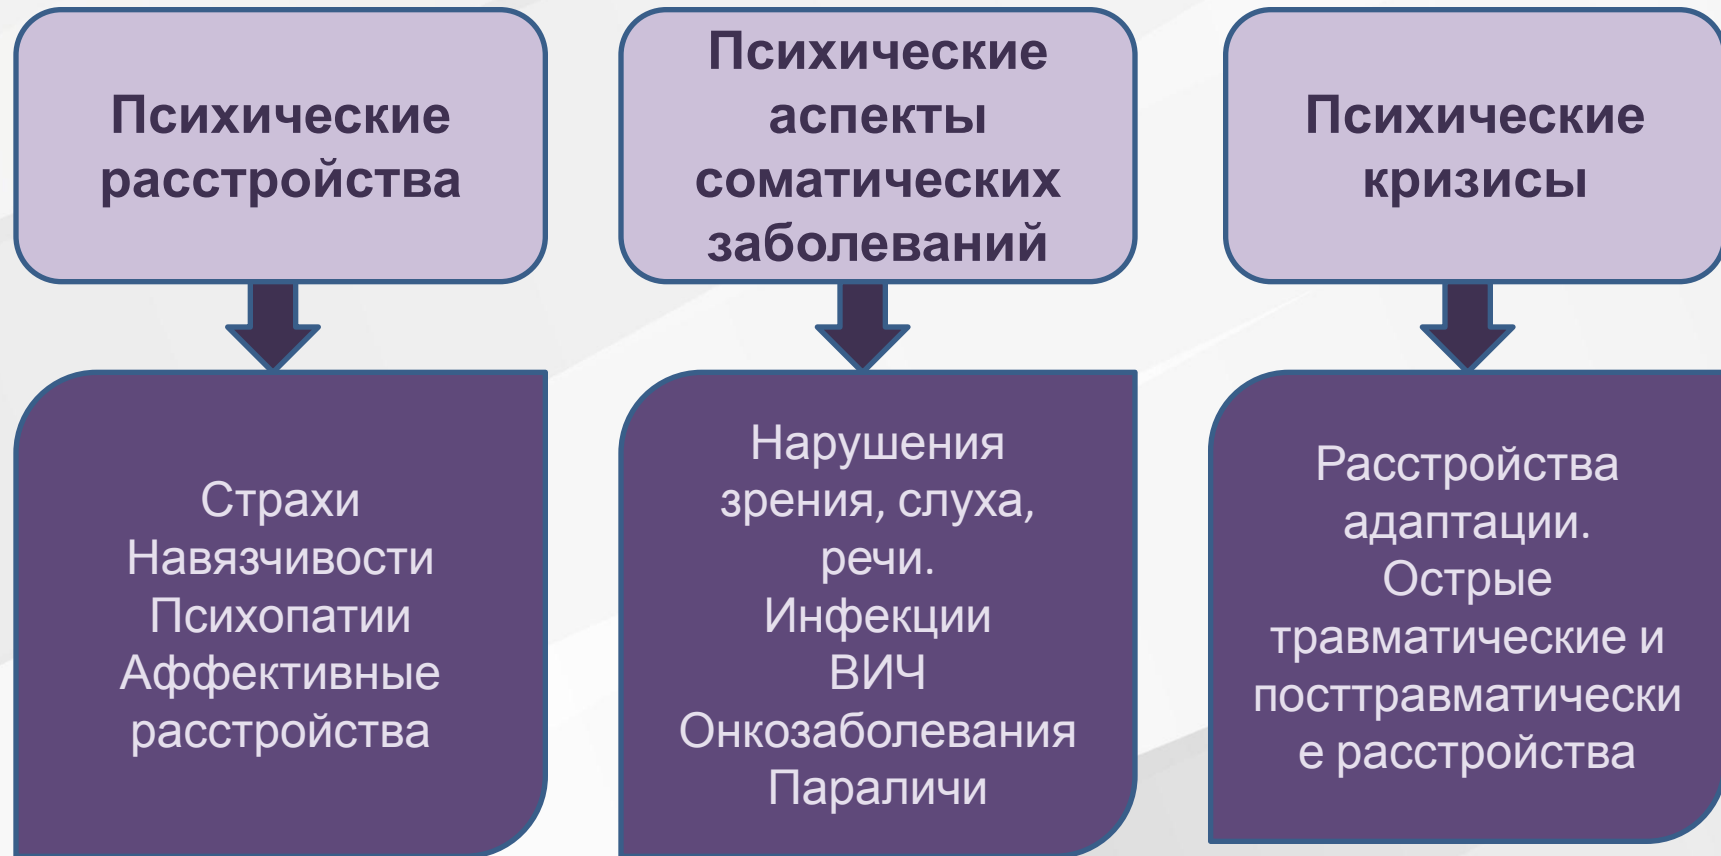 Психические
расстройства
Психические
аспекты
соматических
заболеваний
Психические
кризисы
Страхи
Навязчивости
Психопатии
Аффективные
расстройства
Нарушения
зрения, слуха,
речи.
Инфекции
ВИЧ
Онкозаболевания
Параличи
Расстройства
адаптации.
Острые
травматические и
посттравматически
е расстройства